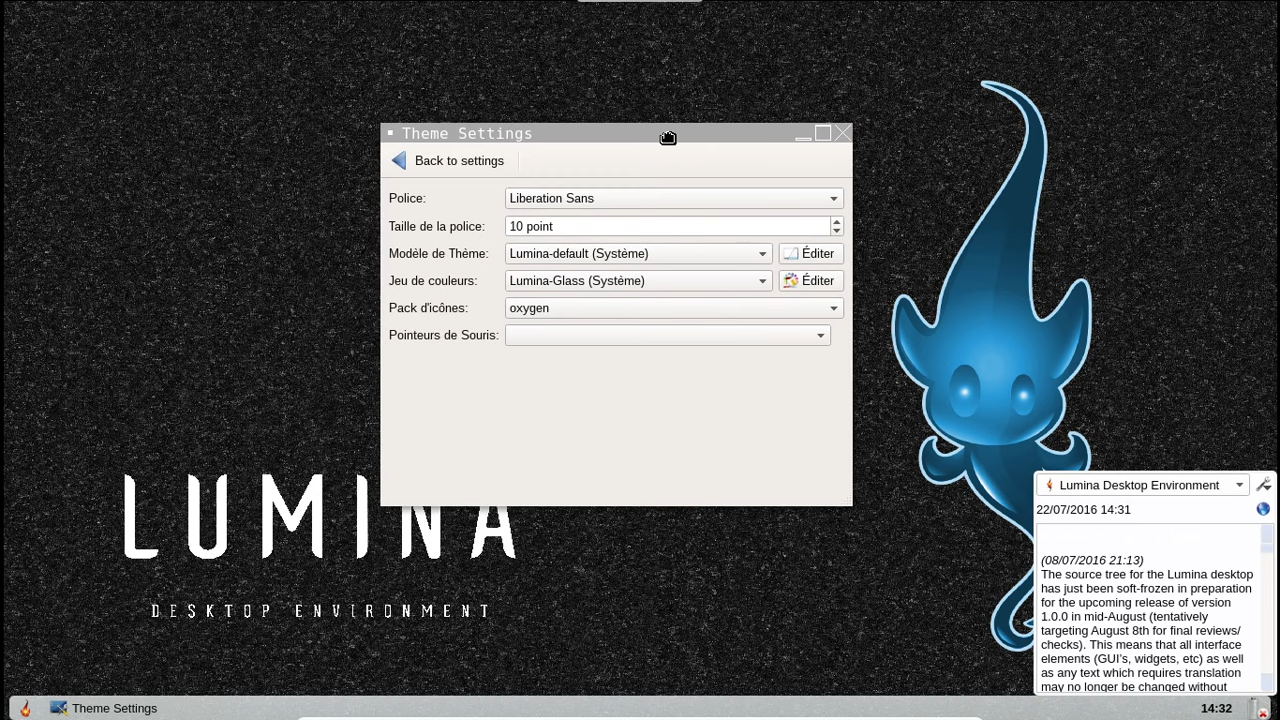 Theme Settings
Back to settings
Police:
Liberation Sans
Taille de la police:
10 point
Modèle de Thème:
Lumina-default (Système)
Éditer
Jeu de couleurs:
Lumina-Glass (Système)
Éditer
Pack d'icônes:
oxygen
Pointeurs de Souris:
LUMINA
DESKTOP ENVIRONMENT
Lumina Desktop Environment
22/07/2016 14:31
(08/07/2016 21:13)
The source tree for the Lumina desktop
has just been soft-frozen in preparation
for the upcoming release of version
1.0.0 in mid-August (tentatively
targeting August 8th for final reviews/
checks). This means that all interface
elements (GUI's, widgets, etc) as well
as any text which requires translation
may no longer be changed without
Theme Settings
14:32